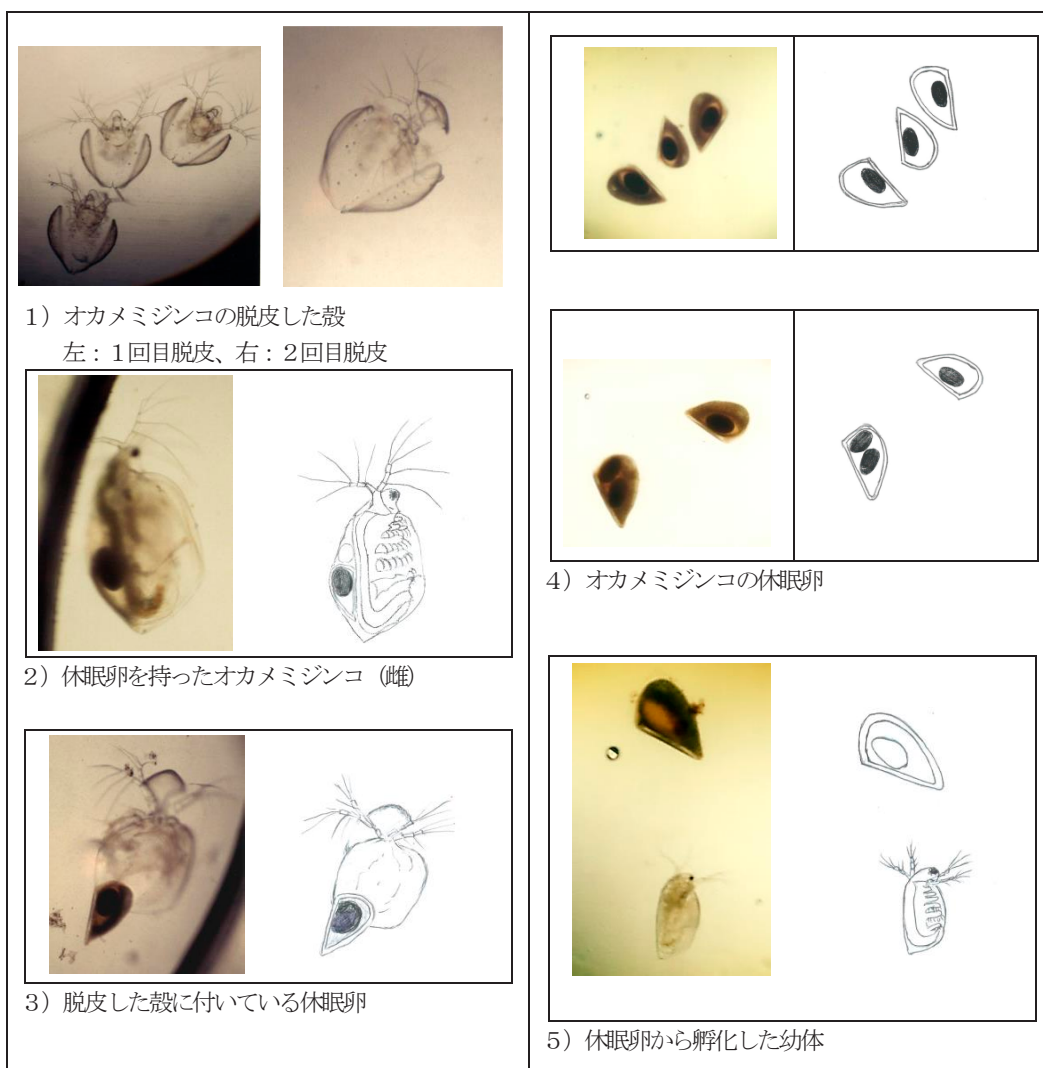 1）オカメミジンコの脱皮した殻
左：1回目脱皮、右：2回目脱皮
2）休眠卵を持ったオカメミジンコ（雌）
3）脱皮した殻に付いている休眠卵
4）オカメミジンコの休眠卵
5）休眠卵から孵化した幼体